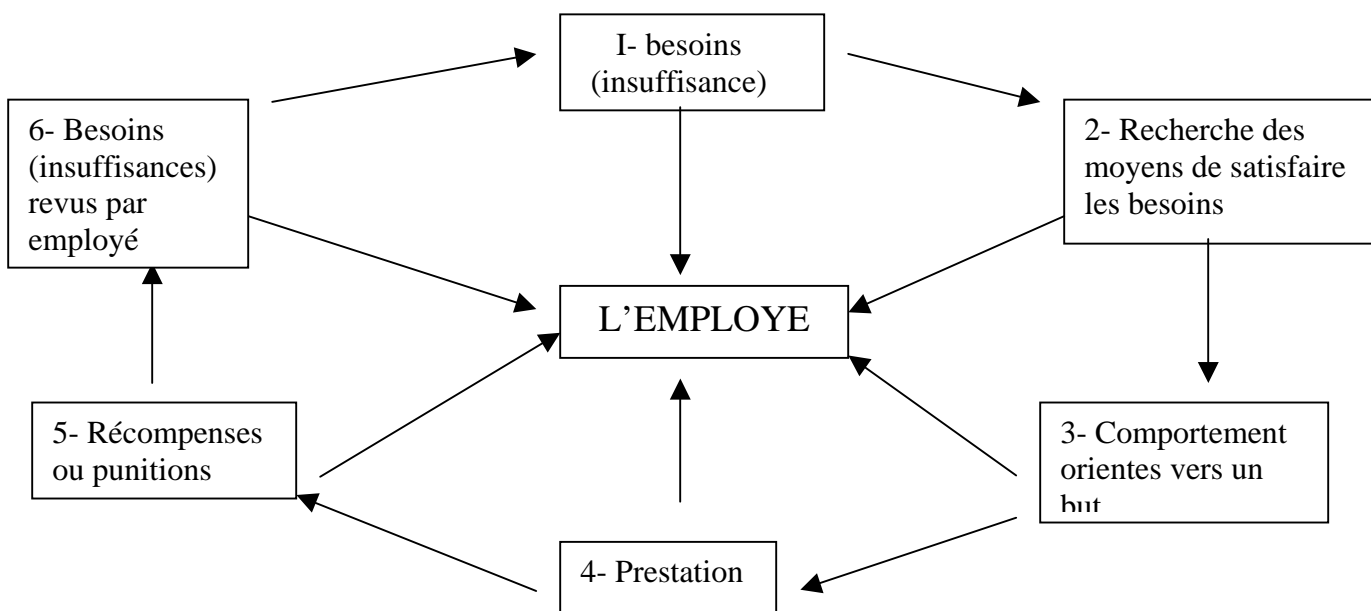 I- besoins
(insuffisance)
2- Recherche des
moyens de satisfaire
les besoins
3- Comportement
orientes vers un
but
4- Prestation
5- Récompenses
ou punitions
6- Besoins
(insuffisances)
revus par
employé
L’EMPLOYE